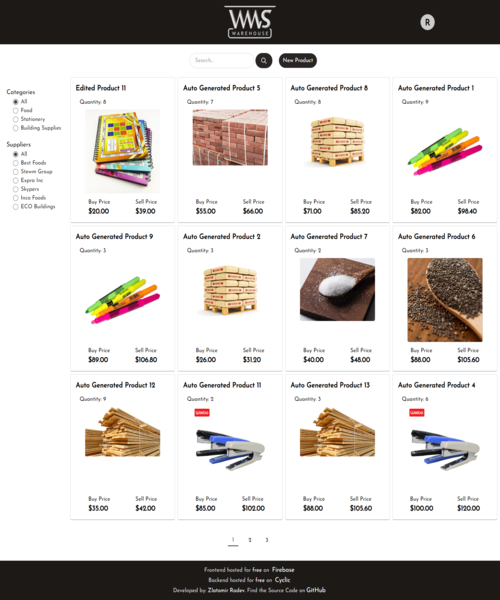 WMS
WAREHOUSE
R
Search...
New Product
Categories
All
Food
Stationery
Building Supplies
Suppliers
All
Best Foods
Stewm Group
Expro Inc
Skypers
Inco Foods
ECO Buildings
Edited Product 11
Quantity: 8
Buy Price Sell Price
$20.00 $39.00
Auto Generated Product 5
Quantity: 7
Buy Price Sell Price
$55.00 $66.00
Auto Generated Product 8
Quantity: 8
Buy Price Sell Price
$71.00 $85.20
Auto Generated Product 1
Quantity: 9
Buy Price Sell Price
$82.00 $98.40
Auto Generated Product 9
Quantity: 3
Buy Price Sell Price
$89.00 $106.80
Auto Generated Product 2
Quantity: 3
Buy Price Sell Price
$26.00 $31.20
Auto Generated Product 7
Quantity: 2
Buy Price Sell Price
$40.00 $48.00
Auto Generated Product 6
Quantity: 3
Buy Price Sell Price
$88.00 $105.60
Auto Generated Product 12
Quantity: 9
Buy Price Sell Price
$35.00 $42.00
Auto Generated Product 11
Quantity: 2
Buy Price Sell Price
$85.00 $102.00
Auto Generated Product 13
Quantity: 3
Buy Price Sell Price
$88.00 $105.60
Auto Generated Product 4
Quantity: 6
Buy Price Sell Price
$100.00 $120.00
1 2 3
Frontend hosted for free on Firebase
Backend hosted for free on Cyclic
Developed by: Zlatomir Radev. Find the Source Code on GitHub